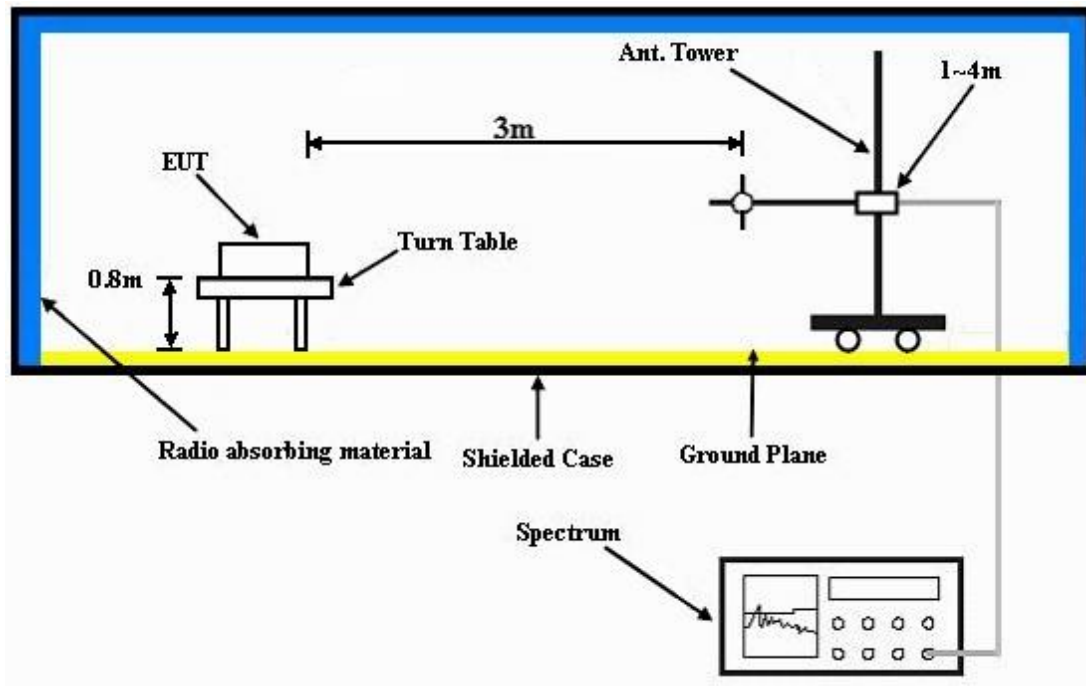 Ant. Tower
1~4m
3m
EUT
Turn Table
0.8m
Radio absorbing material
Shielded Case
Ground Plane
Spectrum